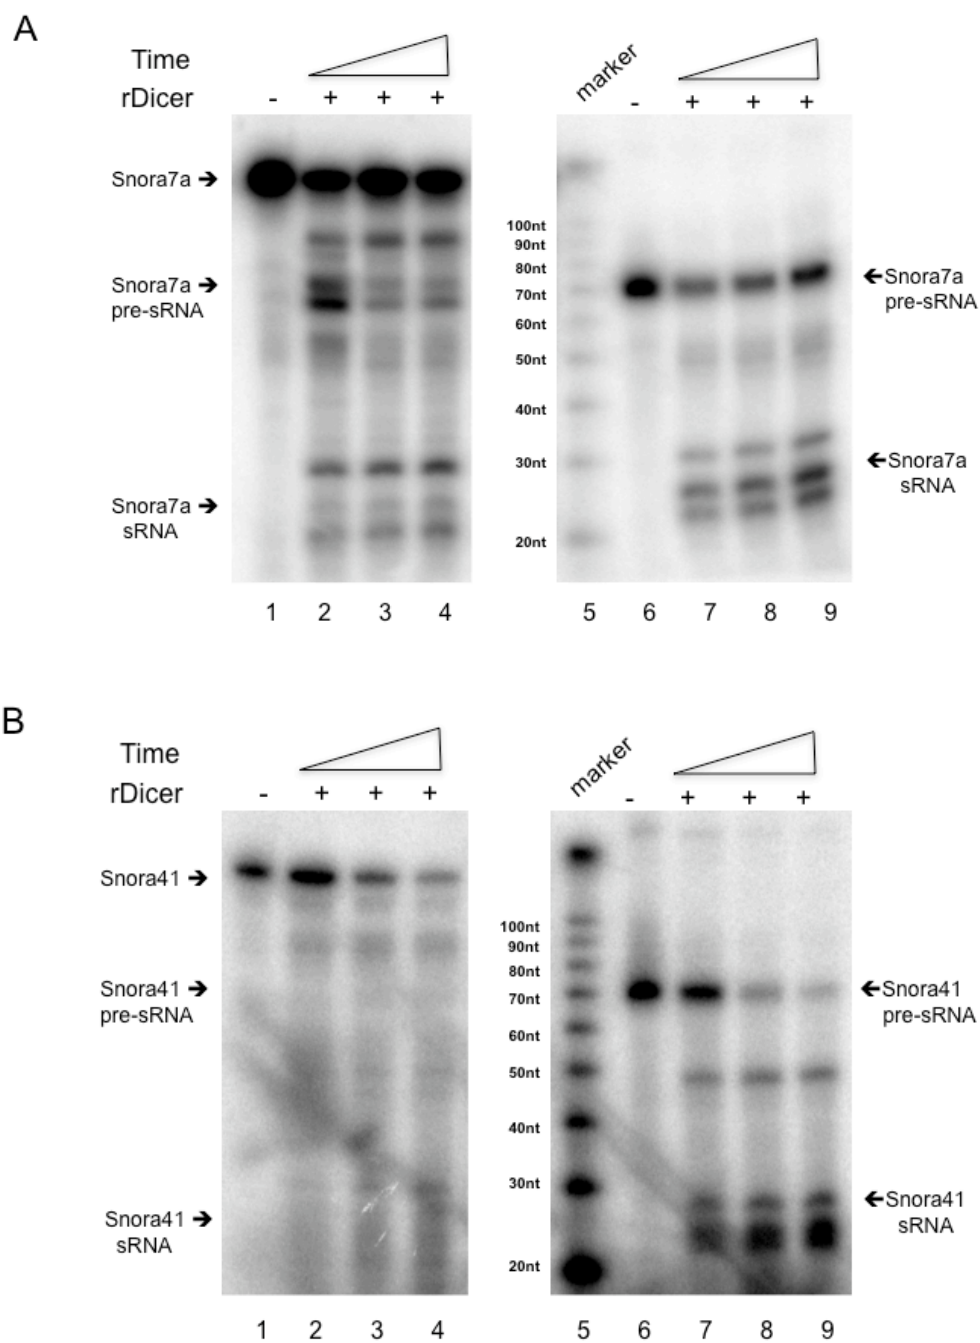 A
Time
rDicer - + + + marker - + + +
Snora7a →
100nt
90nt
80nt
←Snora7a
Snora7a →
70nt
pre-sRNA
pre-sRNA
60nt
50nt
40nt
30nt
←Snora7a
sRNA
Snora7a →
sRNA
20nt
1 2 3 4 5 6 7 8 9
B
Time
rDicer - + + + marker - + + +
Snora41 →
100nt
90nt
80nt
Snora41 →
←Snora41
70nt
pre-sRNA
pre-sRNA
60nt
50nt
40nt
30nt
←Snora41
Snora41 →
sRNA
sRNA
20nt
1 2 3 4 5 6 7 8 9